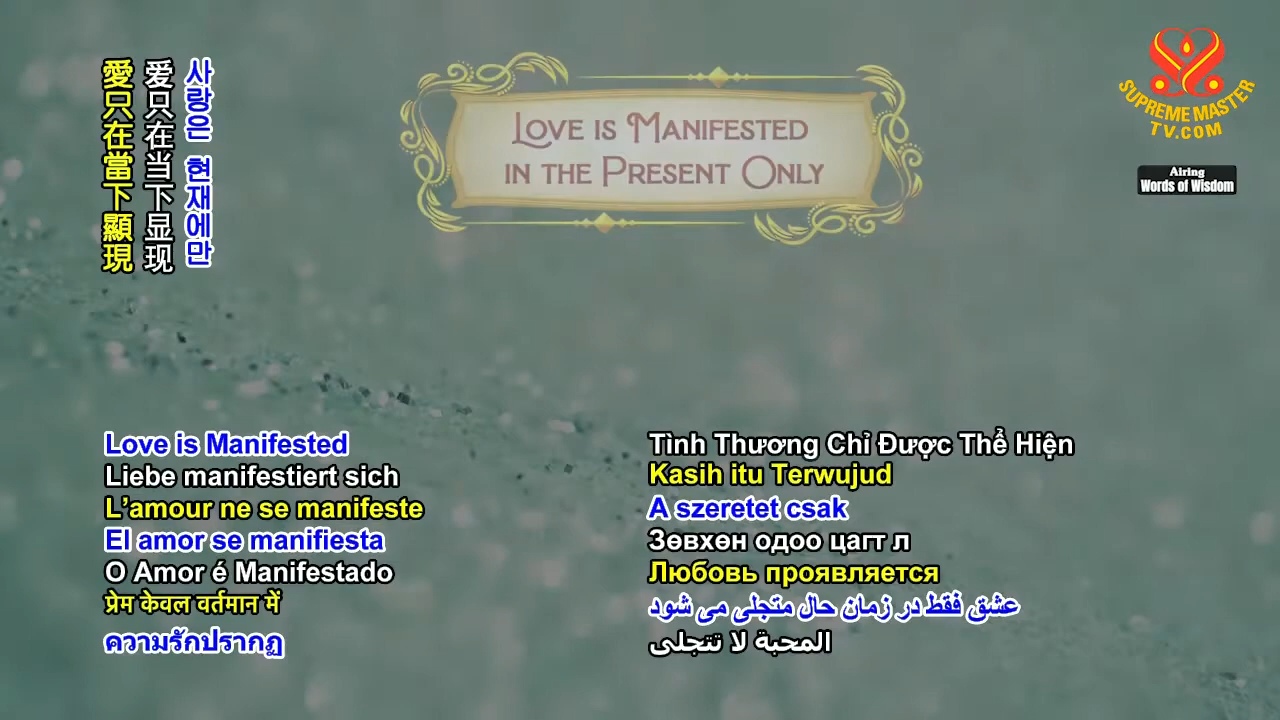 愛只在當下顯現
爱只在当下显现
사랑은 현재에만
Love is Manifested
in the Present Only
SUPREME MASTER
TV.COM
Airing
Words of Wisdom
Love is Manifested
Liebe manifestiert sich
L’amour ne se manifeste
El amor se manifiesta
O Amor é Manifestado
प्रेम केवल वर्तमान में
ความรักปรากฏ
Tình Thương Chỉ Được Thể Hiện
Kasih itu Terwujud
A szeretet csak
Зөвхөн одоо цагт л
Любовь проявляется
عشق فقط در زمان حال متجلی می شود
المحبة لا تتجلى